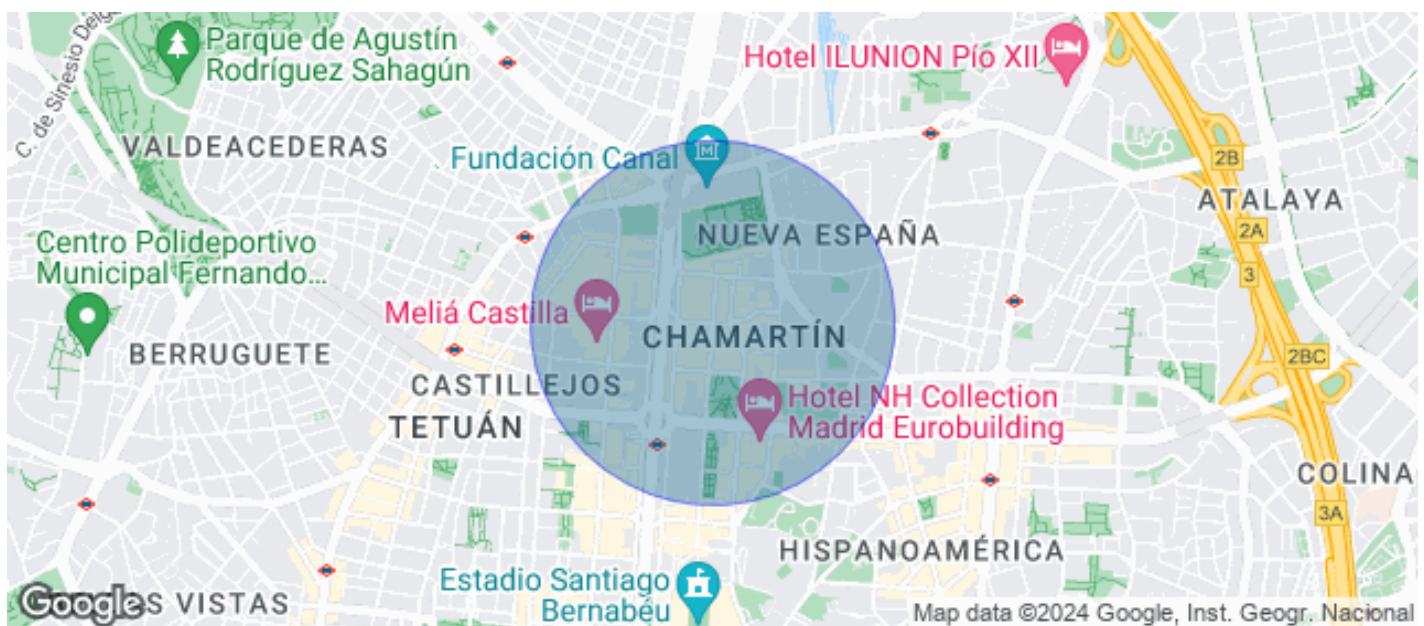 Parque de Agustín
Rodríguez Sahagún
Hotel ILUNION Pío XII
C. de Sinesio Delg
VALDEACEDERAS
Fundación Canal
2B
ATALAYA
2A
NUEVA ESPAÑA
Centro Polideportivo
Municipal Fernando...
3
Meliá Castilla
CHAMARTÍN
BERRUGUETE
2BC
CASTILLEJOS
Hotel NH Collection
Madrid Eurobuilding
TETUÁN
COLINA
3A
HISPANOAMÉRICA
Estadio Santiago
Bernabéu
Google
S VISTAS
Map data ©2024 Google, Inst. Geogr. Nacional